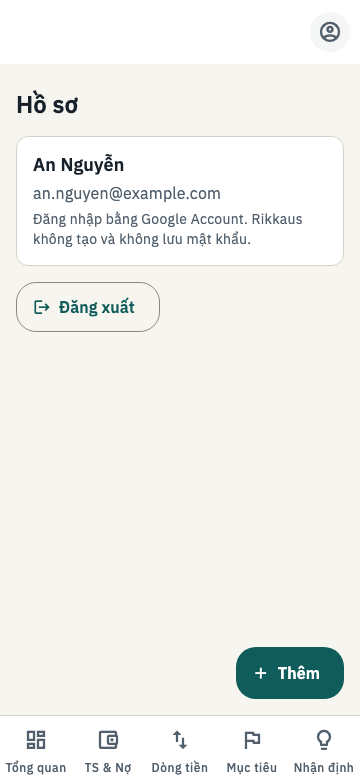 Hồ sơ
An Nguyễn
an.nguyen@example.com
Đăng nhập bằng Google Account. Rikkaus
không tạo và không lưu mật khẩu.
Đăng xuất
+ Thêm
Tổng quan
TS & Nợ
Dòng tiền
Mục tiêu
Nhận định